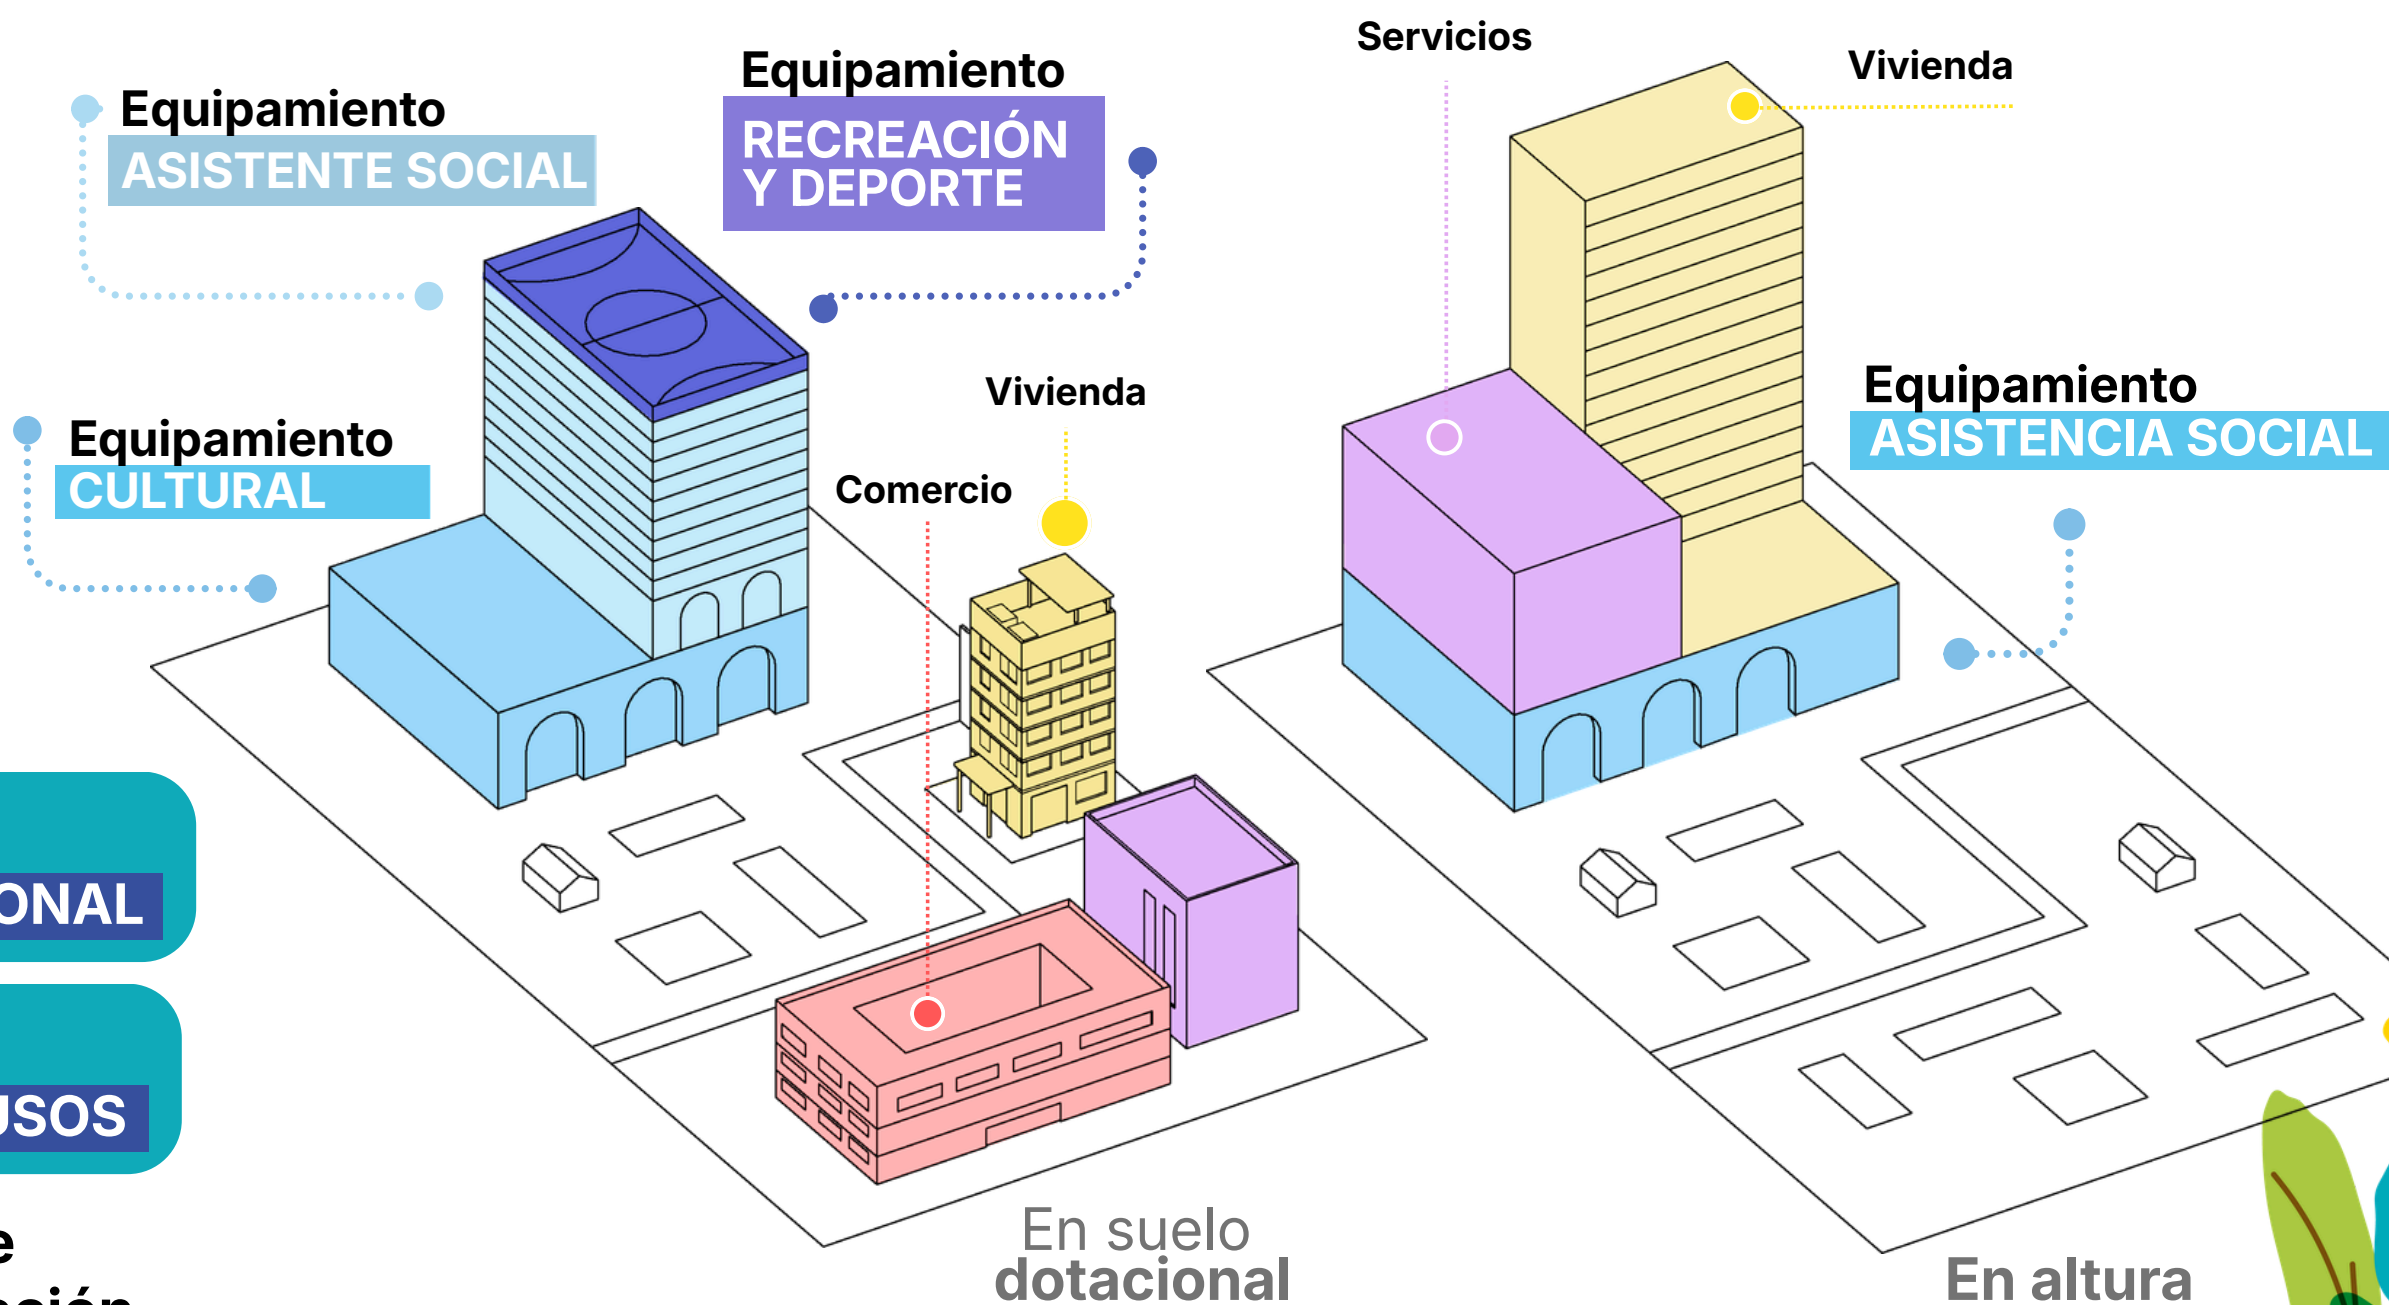 Servicios
Vivienda
Equipamiento
RECREACIÓN
Y DEPORTE
Equipamiento
ASISTENTE SOCIAL
Vivienda
Equipamiento
ASISTENCIA SOCIAL
Equipamiento
CULTURAL
Comercio
ONAL
USOS
En suelo
dotacional
En altura
e